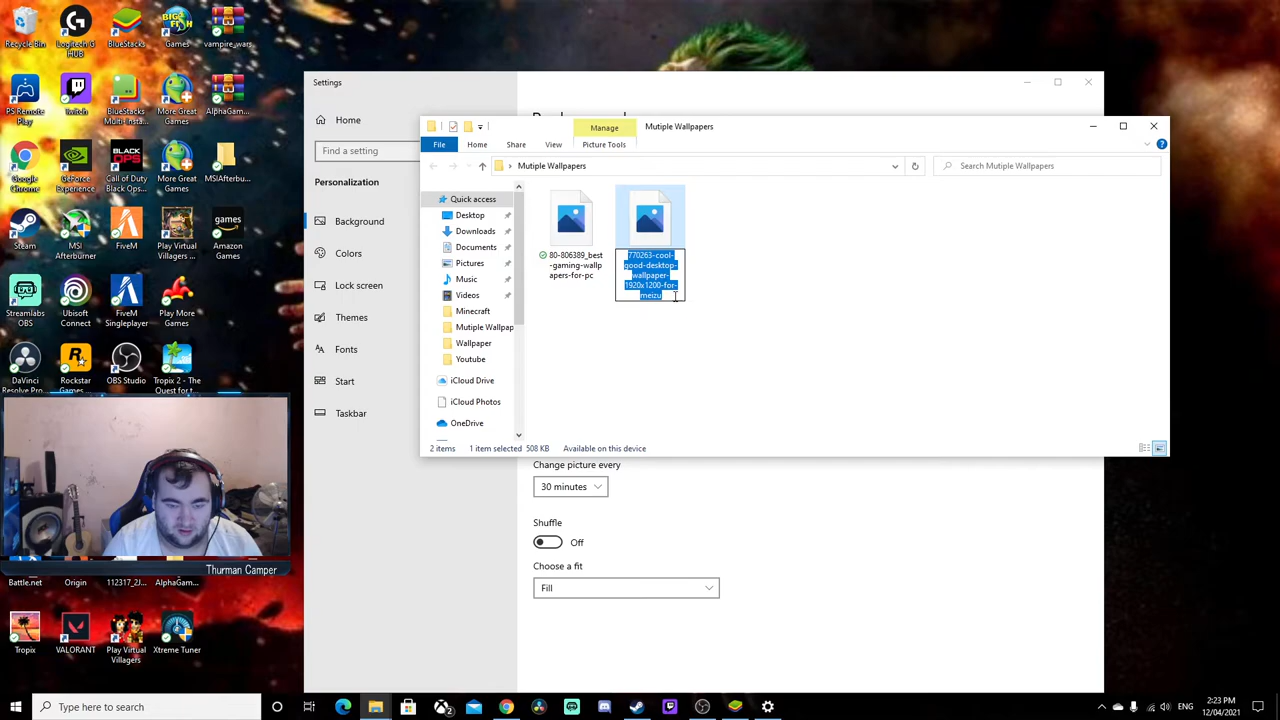 Recycle Bin
Logitech G
HUB
BlueStacks
BIG FISH
Games
vampire_wars
PS Remote
Play
Twitch
BlueStacks
Multi-Insta...
More Great
Games
AlphaGam...
Google
Chrome
GeForce
Experience
BLACK
OPS
Call of Duty
Black Ops...
More Great
Games
MSIAfterbu...
Steam
MSI
Afterburner
FiveM
Play Virtual
Villagers ...
games
Amazon
Games
Streamlabs
OBS
Ubisoft
Connect
FiveM
Singleplayer
Play More
Games
DaVinci
Resolve Pro...
Rockstar
Games ...
OBS Studio
Tropix 2 - The
Quest for t...
Thurman Camper
Battle.net
Origin
112317_2J...
AlphaGam...
Tropix
VALORANT
Play Virtual
Villagers
Xtreme Tuner
Settings
Home
Find a setting
Personalization
Background
Colors
Lock screen
Themes
Fonts
Start
Taskbar
Manage
Mutiple Wallpapers
File
Home
Share
View
Picture Tools
Mutiple Wallpapers
Search Mutiple Wallpapers
Quick access
Desktop
Downloads
Documents
Pictures
Music
Videos
Minecraft
Mutiple Wallpap
Wallpaper
Youtube
iCloud Drive
iCloud Photos
OneDrive
80-806389_best
-gaming-wallp
apers-for-pc
770263-cool-
good-desktop-
wallpaper-
1920x1200-for-
meizu
2 items
1 item selected 508 KB
Available on this device
Change picture every
30 minutes
Shuffle
Off
Choose a fit
Fill
Type here to search
ENG
2:23 PM
12/04/2021